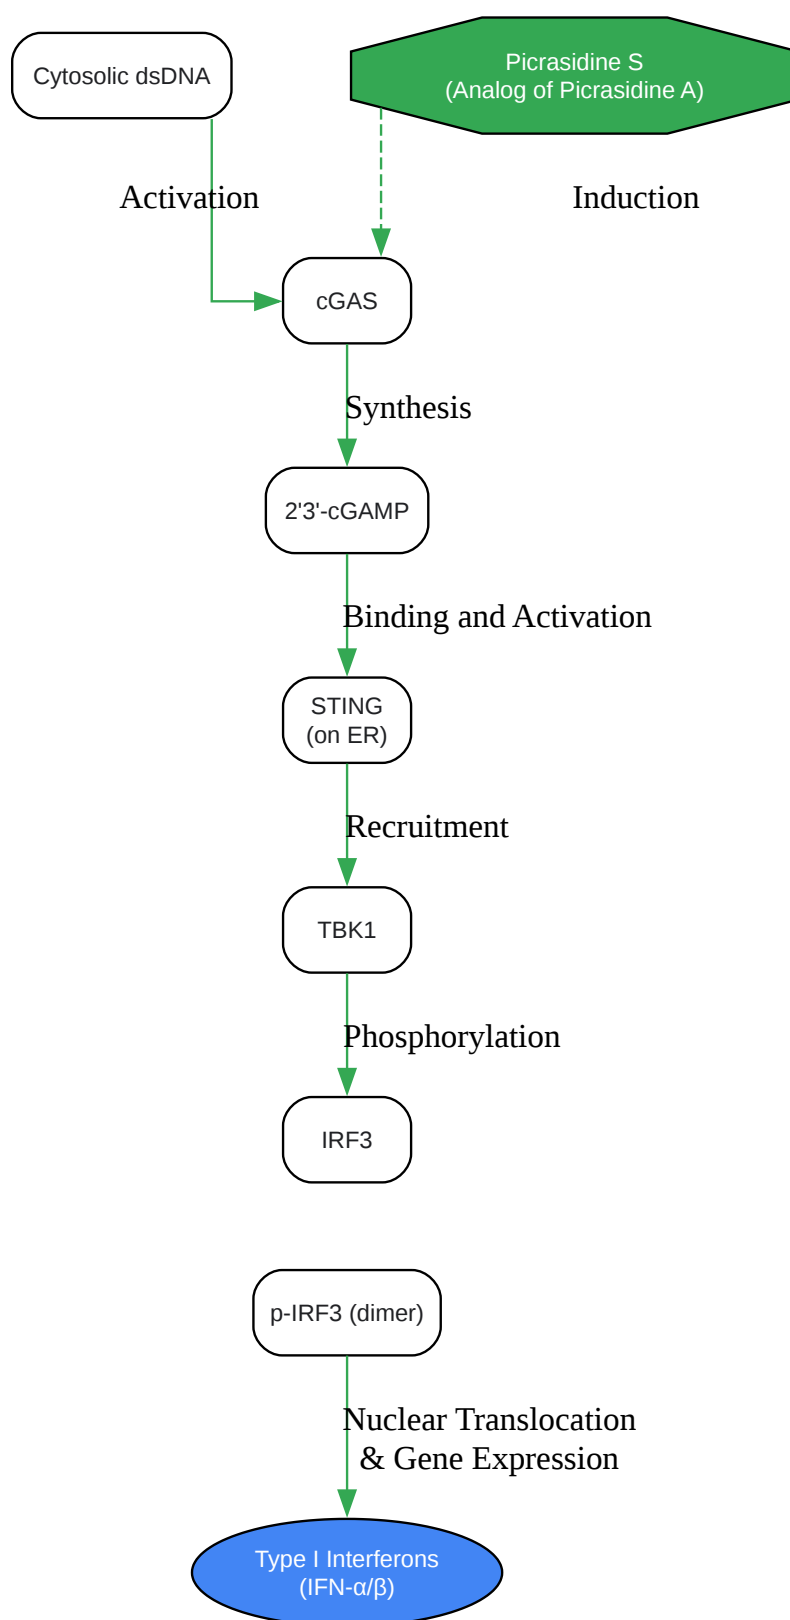 Cytosolic dsDNA
Picrasidine S
(Analog of Picrasidine A)
Activation
Induction
cGAS
Synthesis
2'3'-cGAMP
Binding and Activation
STING
(on ER)
Recruitment
TBK1
Phosphorylation
IRF3
p-IRF3 (dimer)
Nuclear Translocation
& Gene Expression
Type I Interferons
(IFN-α/β)